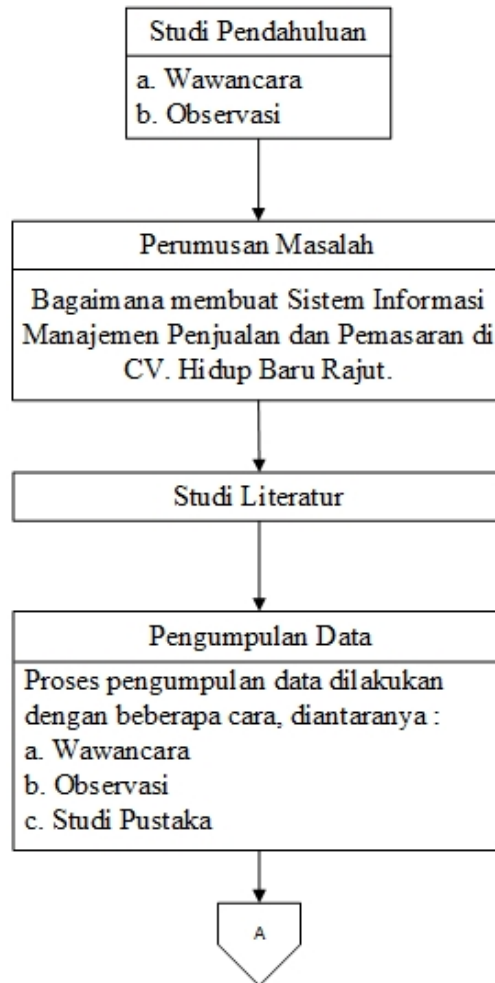 Studi Pendahuluan
a. Wawancara
b. Observasi
Perumusan Masalah
Bagaimana membuat Sistem Informasi
Manajemen Penjualan dan Pemasaran di
CV. Hidup Baru Rajut.
Studi Literatur
Pengumpulan Data
Proses pengumpulan data dilakukan
dengan beberapa cara, diantaranya :
a. Wawancara
b. Observasi
c. Studi Pustaka
A